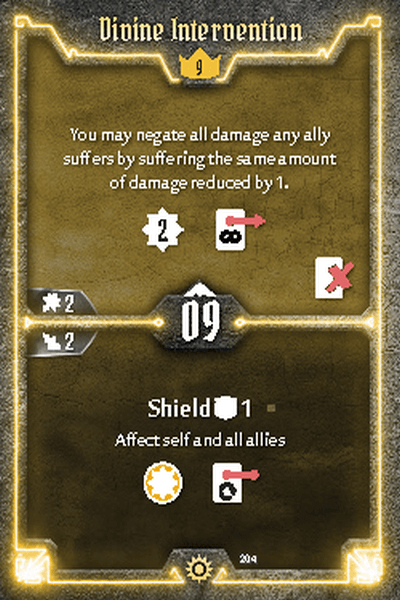 Divine Intervention
9
You may negate all damage any ally
suffers by suffering the same amount
of damage reduced by 1.
2
2
09
2
Shield 1
Affect self and all allies
204